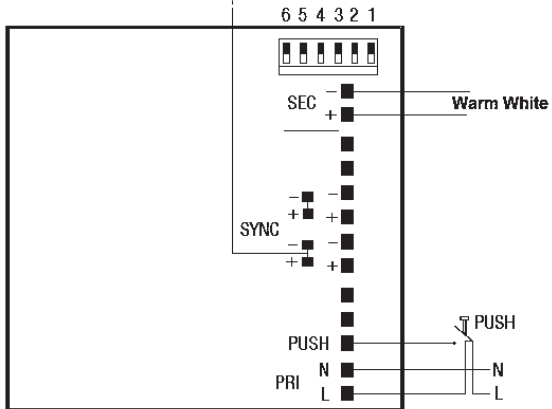 6 5 4 3 2 1
SEC - Warm White
+
-
+ - +
SYNC - -
+ +
PUSH PUSH
N N
PRI L L